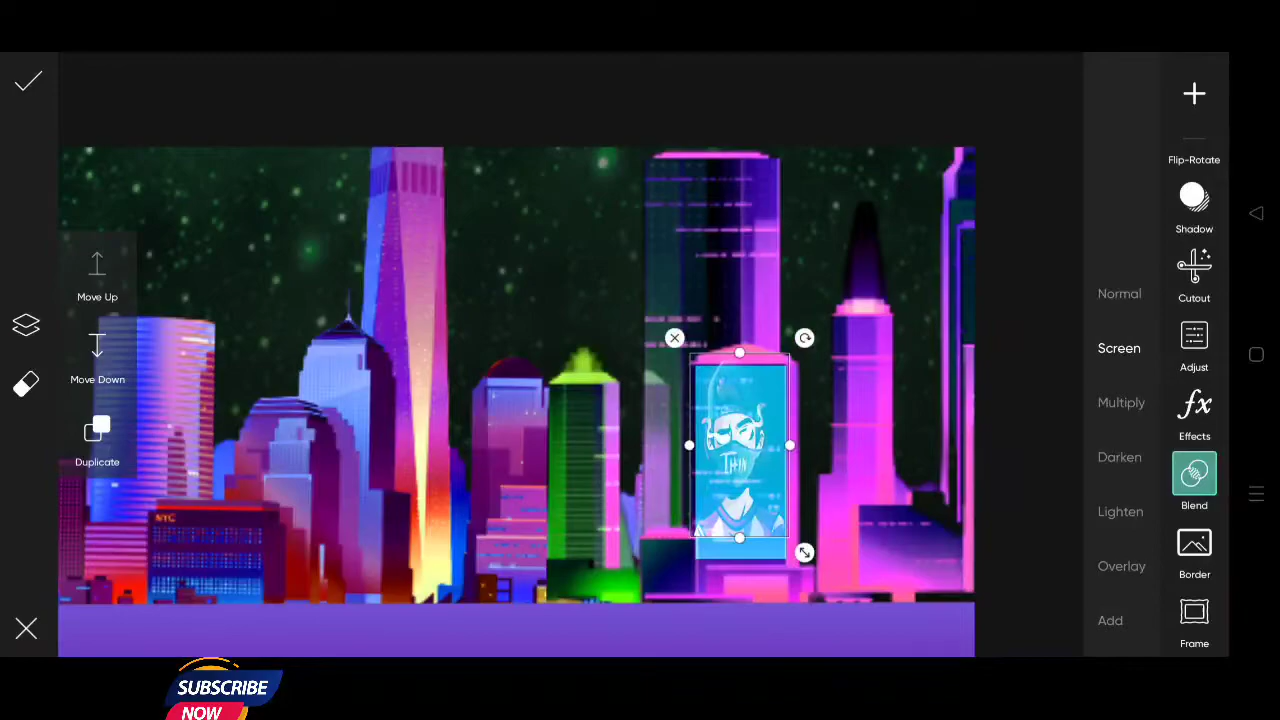 Flip-Rotate
Shadow
Cutout
Adjust
Effects
Blend
Border
Frame
Normal
Screen
Multiply
Darken
Lighten
Overlay
Add
Move Up
Move Down
Duplicate
NYC
fx
SUBSCRIBE
NOW